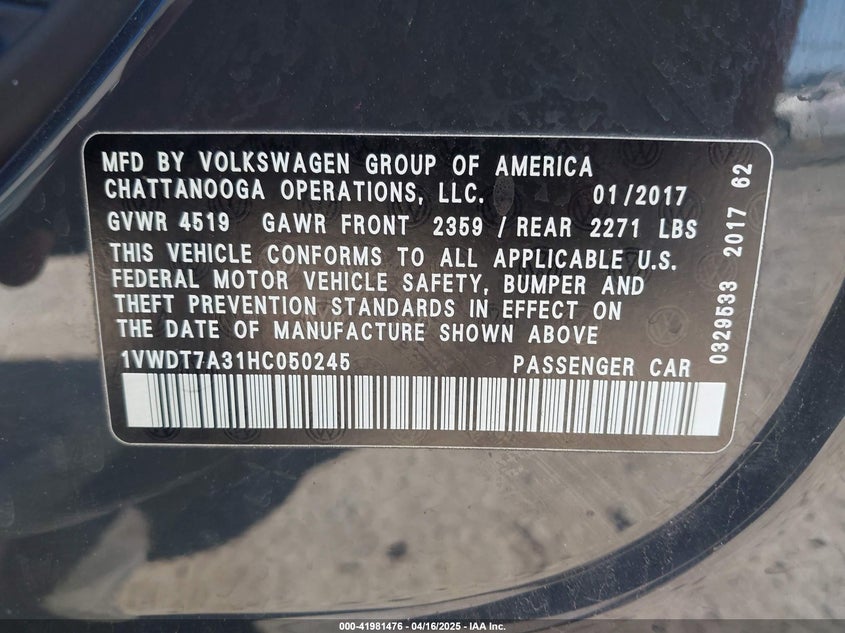 MFD BY VOLKSWAGEN GROUP OF AMERICA
CHATTANOOGA OPERATIONS, LLC. 01/2017
GVWR 4519 GAWR FRONT 2359 / REAR 2271 LBS
THIS VEHICLE CONFORMS TO ALL APPLICABLE U.S.
FEDERAL MOTOR VEHICLE SAFETY, BUMPER AND
THEFT PREVENTION STANDARDS IN EFFECT ON
THE DATE OF MANUFACTURE SHOWN ABOVE
1VWDT7A31HC050245 PASSENGER CAR
0329533 2017 62
000-41981476 - 04/16/2025 - IAA Inc.